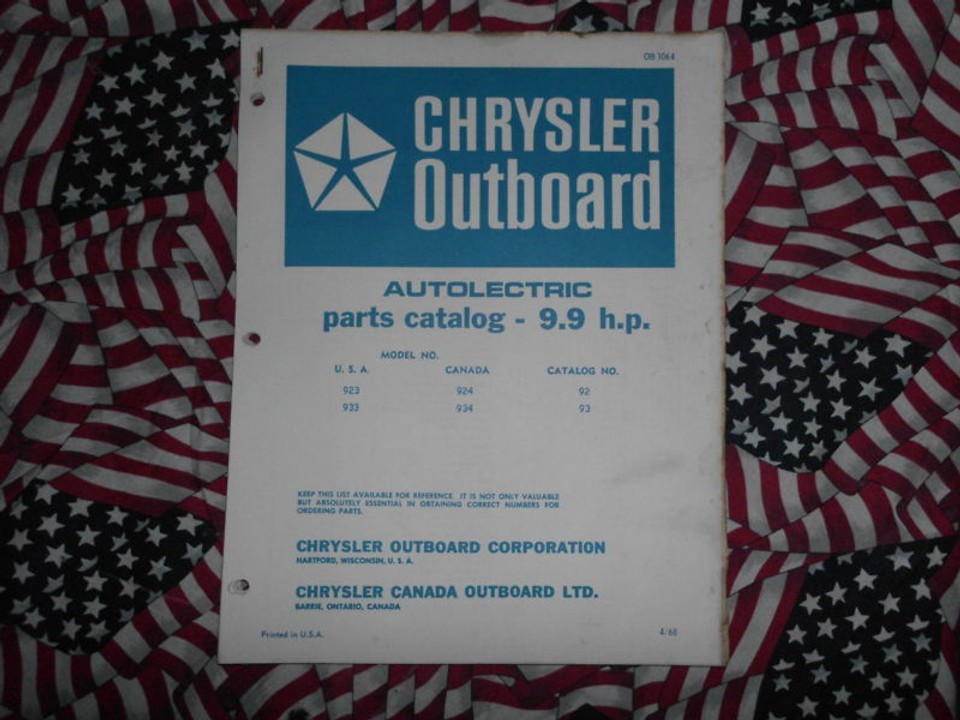 OB 1064
CHRYSLER
Outboard
AUTOLECTRIC
parts catalog - 9.9 h.p.
MODEL NO.
U. S. A. CANADA CATALOG NO.
923 924 92
933 934 93
KEEP THIS LIST AVAILABLE FOR REFERENCE. IT IS NOT ONLY VALUABLE
BUT ABSOLUTELY ESSENTIAL IN OBTAINING CORRECT NUMBERS FOR
ORDERING PARTS.
CHRYSLER OUTBOARD CORPORATION
HARTFORD, WISCONSIN, U. S. A.
CHRYSLER CANADA OUTBOARD LTD.
BARRIE, ONTARIO, CANADA
Printed in U.S.A. 4/68